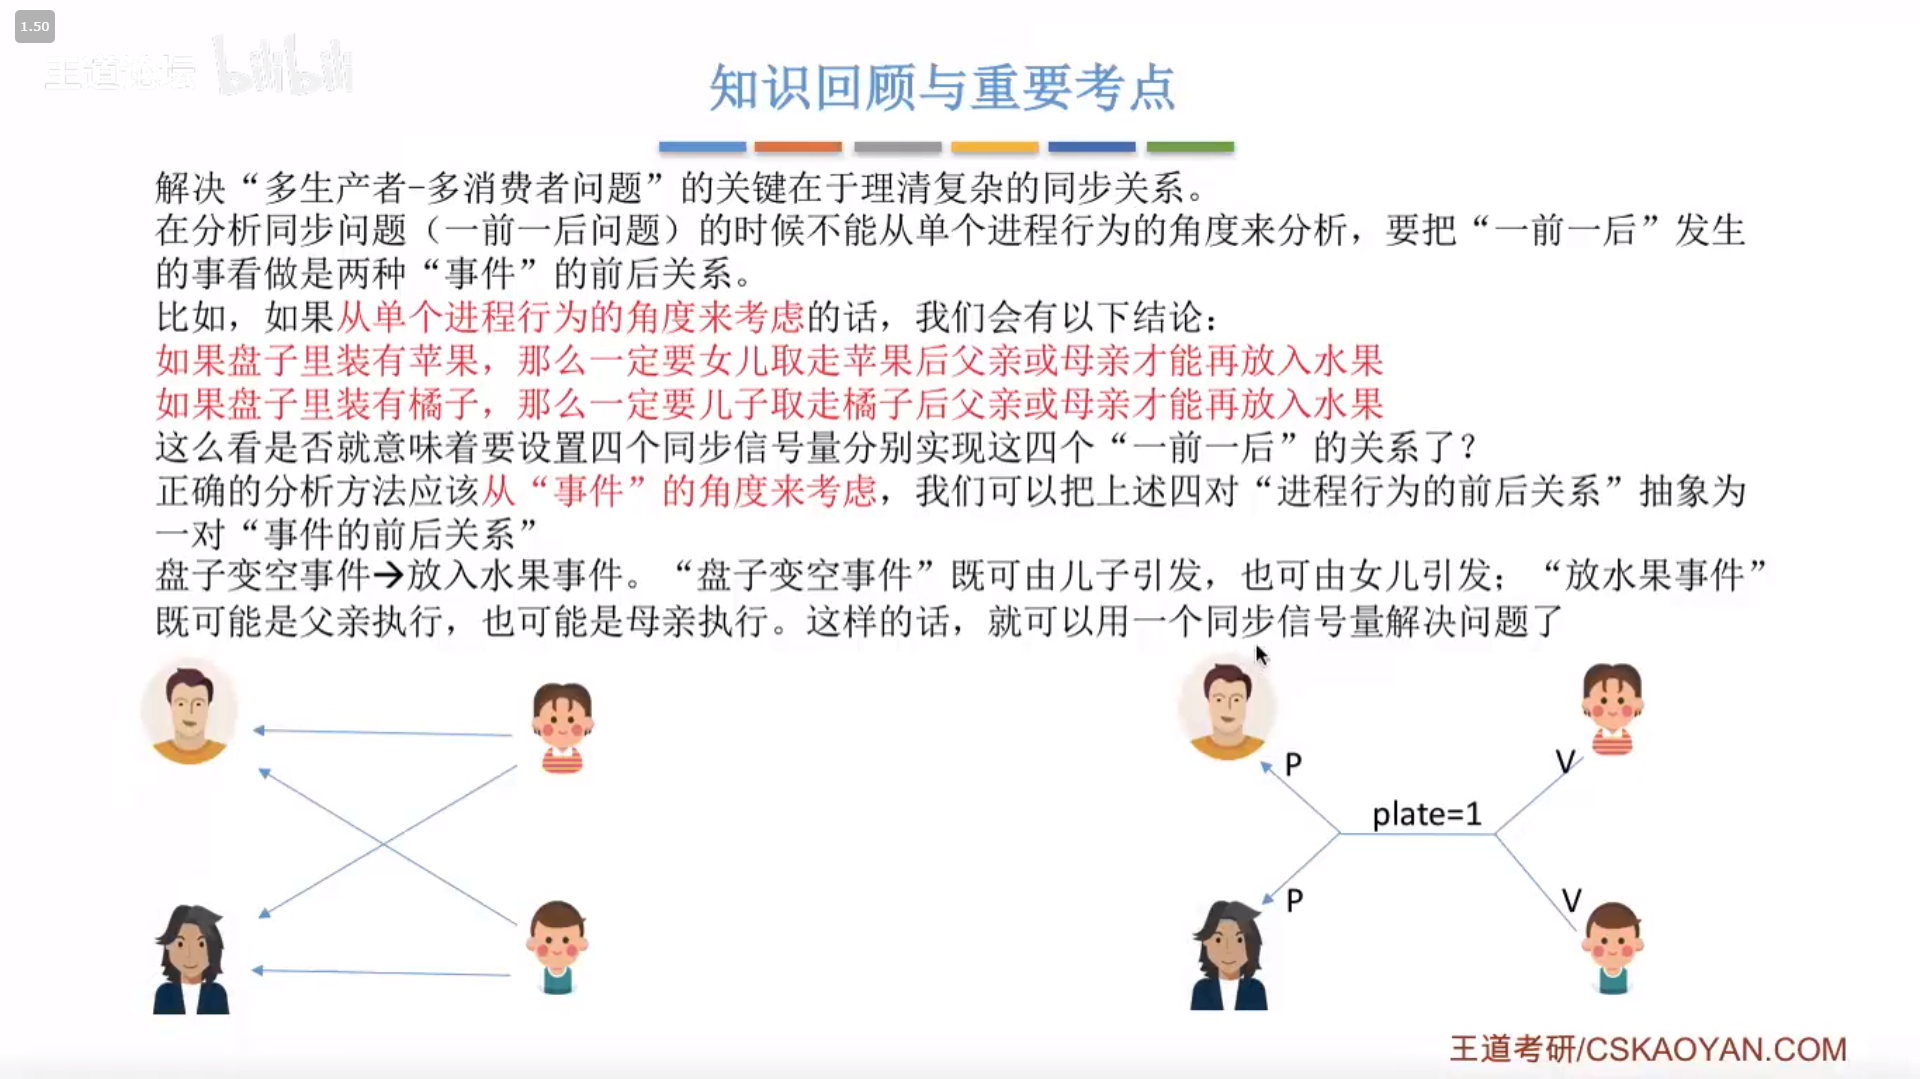 1.50
王道论坛 bilibili
知识回顾与重要考点
解决“多生产者-多消费者问题”的关键在于理清复杂的同步关系。
在分析同步问题（一前一后问题）的时候不能从单个进程行为的角度来分析，要把“一前一后”发生
的事看做是两种“事件”的前后关系。
比如，如果从单个进程行为的角度来考虑的话，我们会有以下结论：
如果盘子里装有苹果，那么一定要女儿取走苹果后父亲或母亲才能再放入水果
如果盘子里装有橘子，那么一定要儿子取走橘子后父亲或母亲才能再放入水果
这么看是否就意味着要设置四个同步信号量分别实现这四个“一前一后”的关系了？
正确的分析方法应该从“事件”的角度来考虑，我们可以把上述四对“进程行为的前后关系”抽象为
一对“事件的前后关系”
盘子变空事件→放入水果事件。“盘子变空事件”既可由儿子引发，也可由女儿引发；“放水果事件”
既可能是父亲执行，也可能是母亲执行。这样的话，就可以用一个同步信号量解决问题了
P
V
plate=1
P
V
王道考研/CSKAOYAN.COM